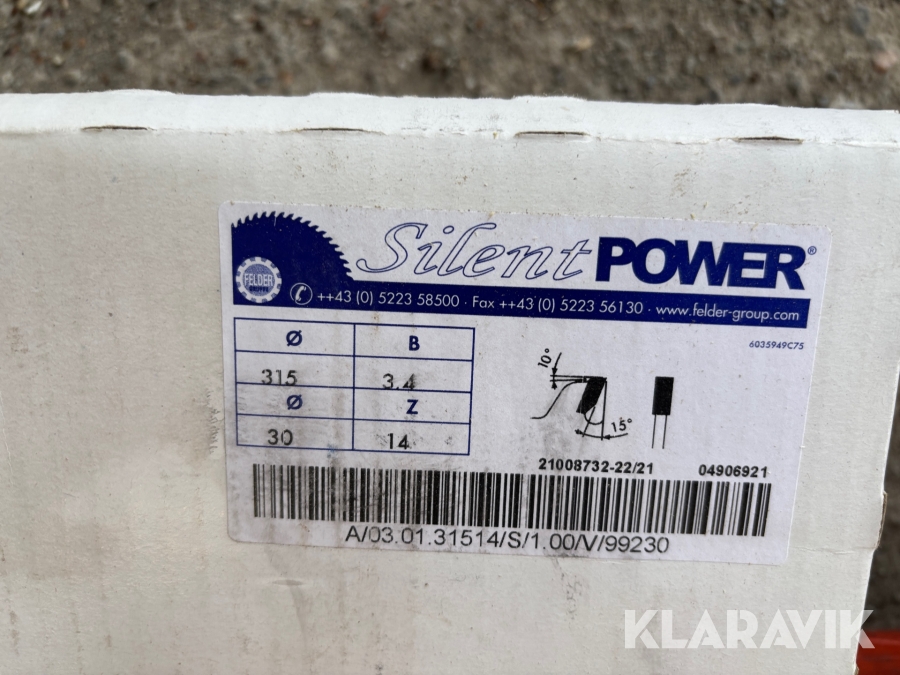 Silent POWER®
FELDER
GRUPPE
++43 (0) 5223 58500 · Fax ++43 (0) 5223 56130 · www.felder-group.com
6035949C75
Ø B
315 3.4
Ø Z
30 14
10°
15°
21008732-22/21 04906921
A/03.01.31514/S/1.00/V/99230
KLARAVIK